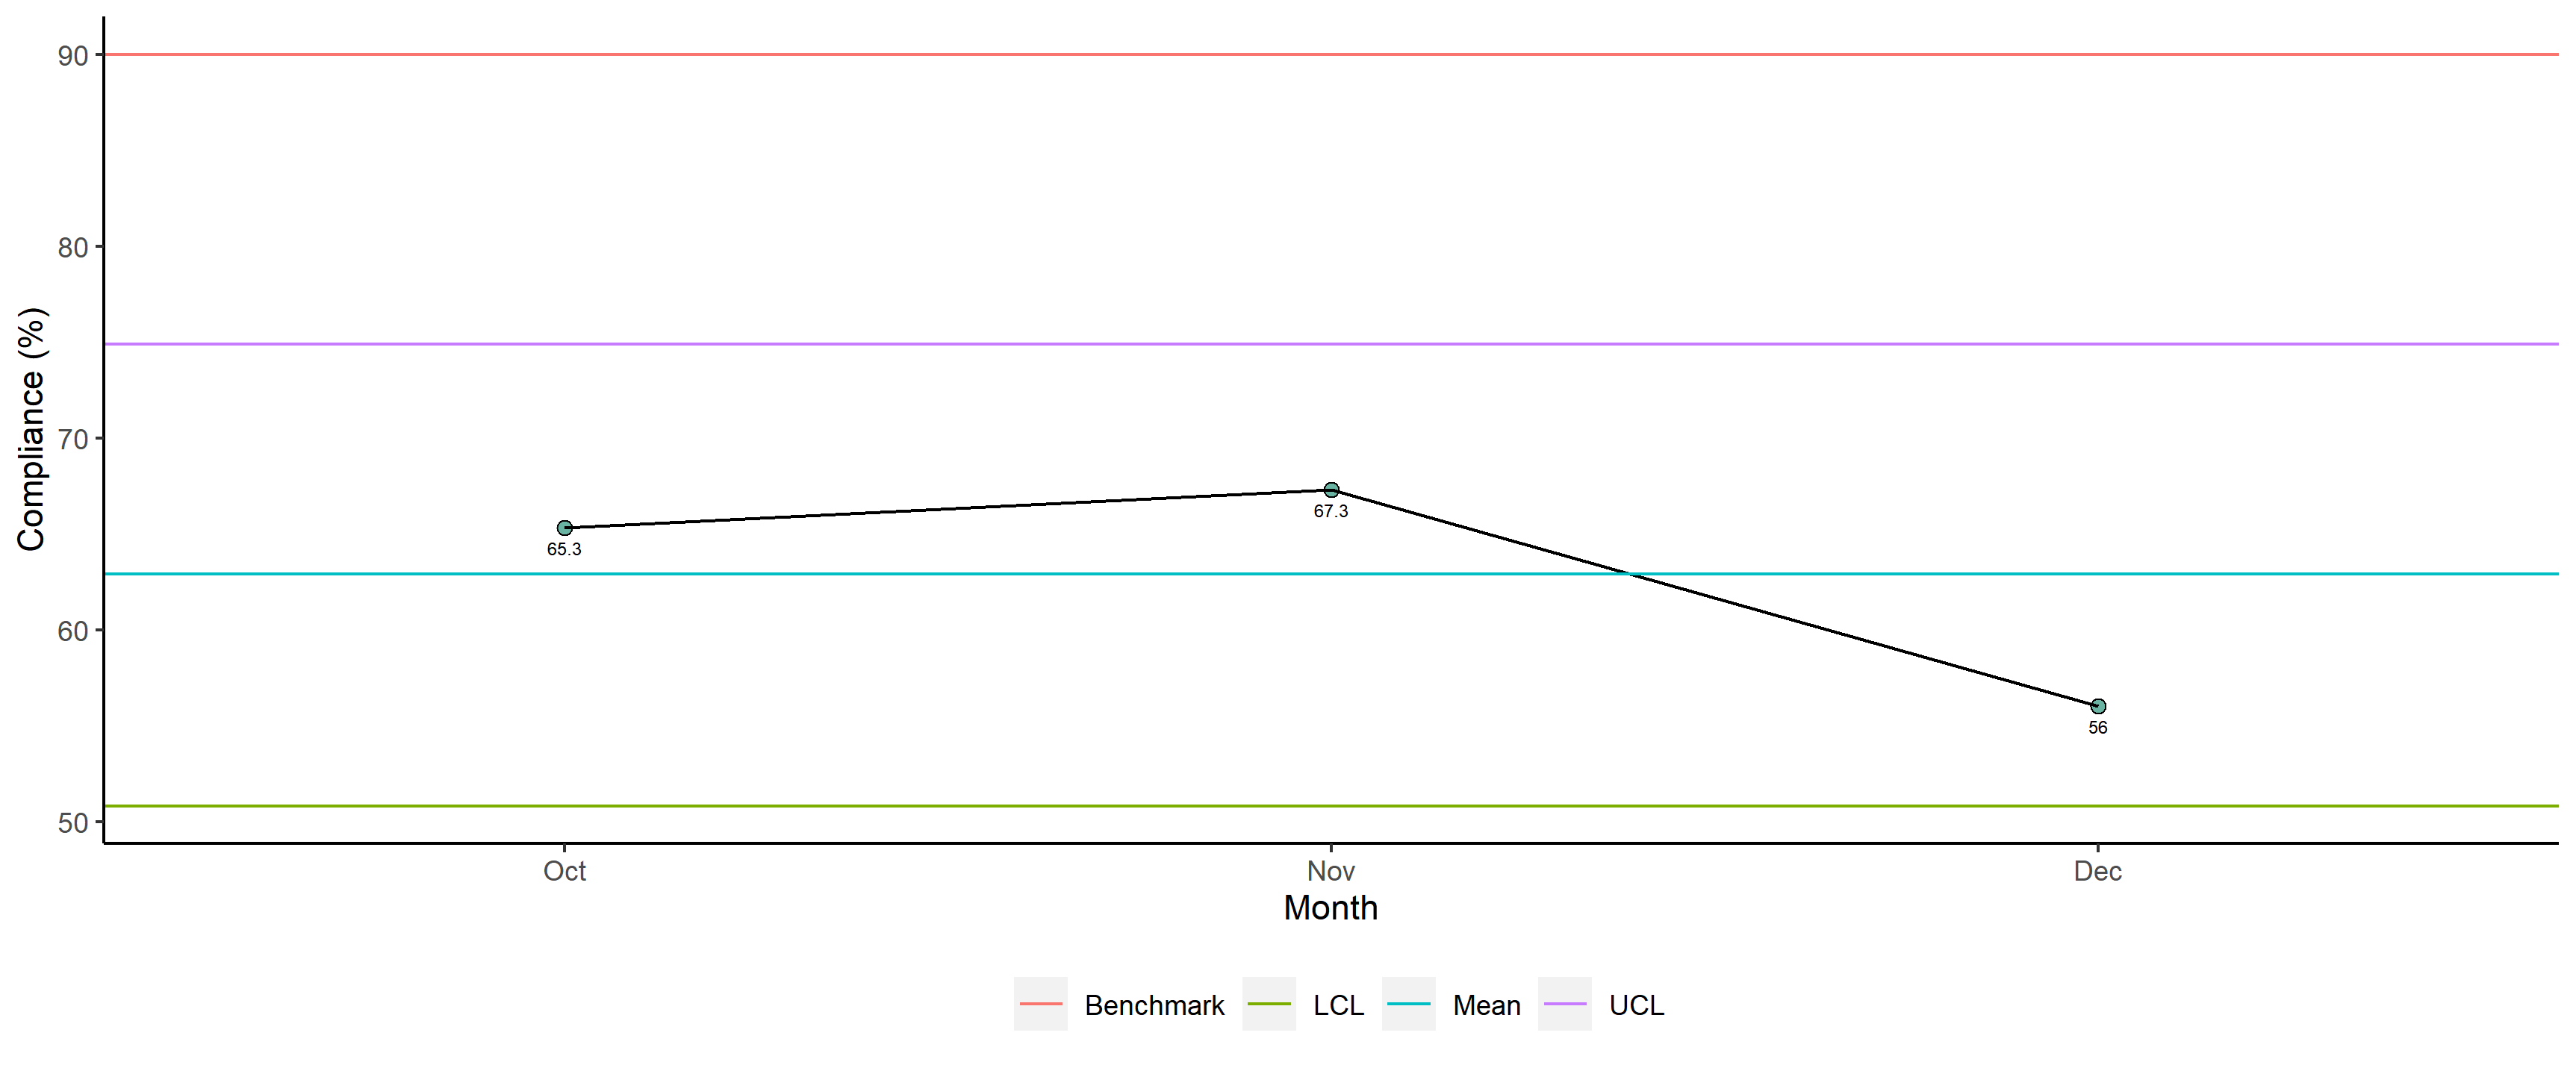 90
80
70
60
50
Compliance (%)
65.3
67.3
56
Oct Nov Dec
Month
Benchmark LCL Mean UCL